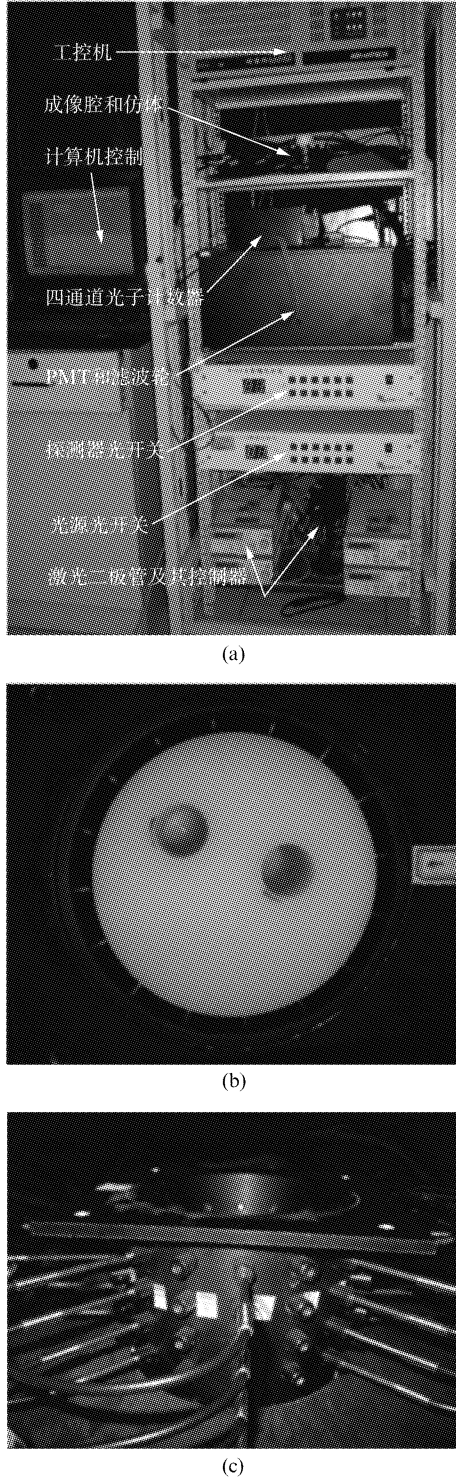 工控机
成像腔和仿体
计算机控制
四通道光子计数器
PMT和滤波轮
探测器光开关
光源光开关
激光二极管及其控制器
(a)
(b)
(c)